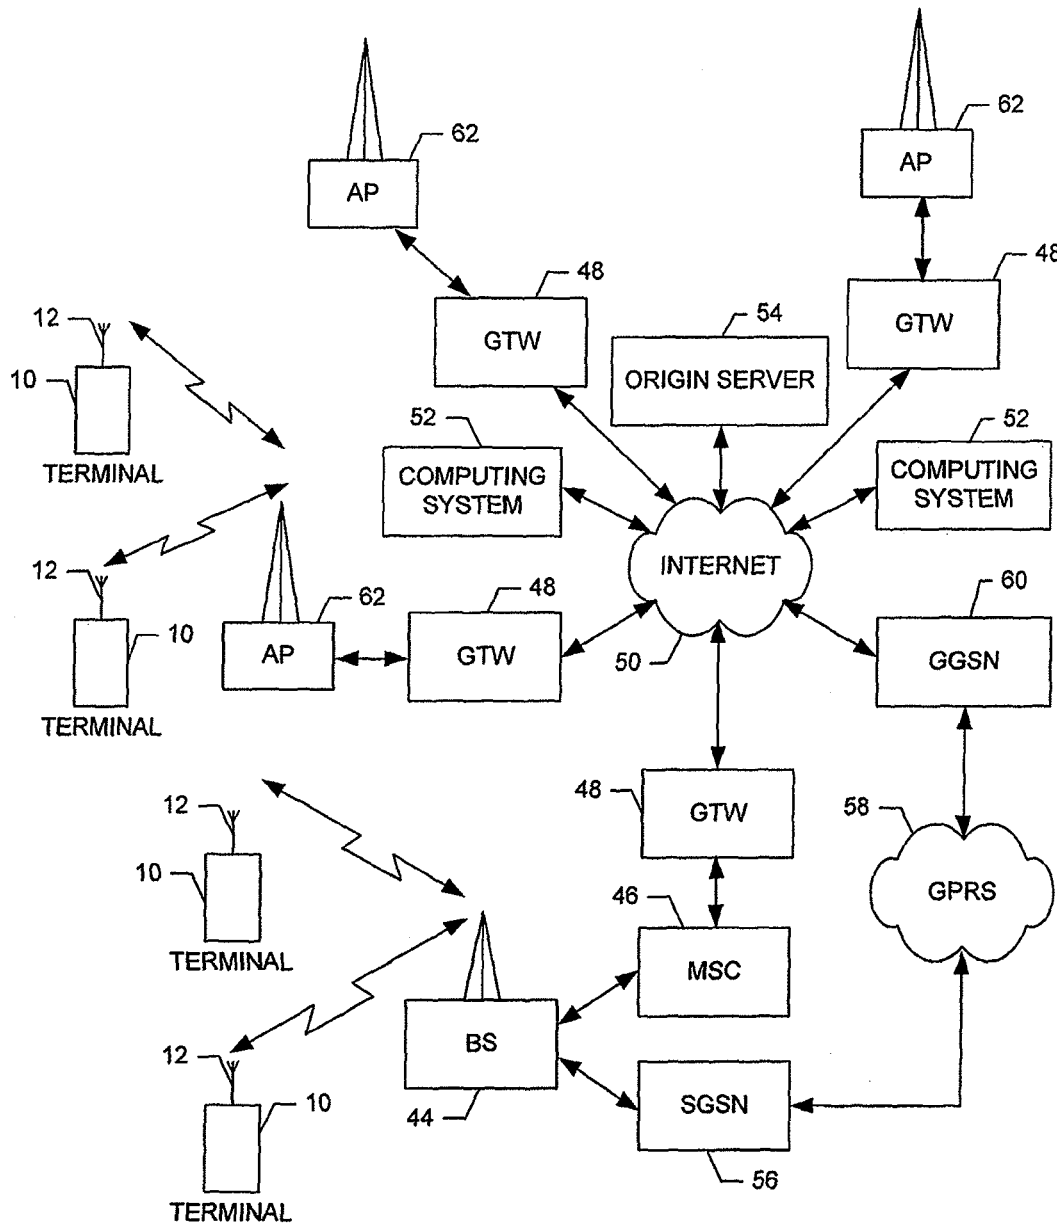 62
AP
62
AP
48
GTW
48
GTW
54
ORIGIN SERVER
12
10
TERMINAL
52
COMPUTING
SYSTEM
52
COMPUTING
SYSTEM
INTERNET
50
12
10
TERMINAL
62
AP
48
GTW
60
GGSN
48
GTW
58
GPRS
12
10
TERMINAL
46
MSC
BS
44
SGSN
56
12
10
TERMINAL